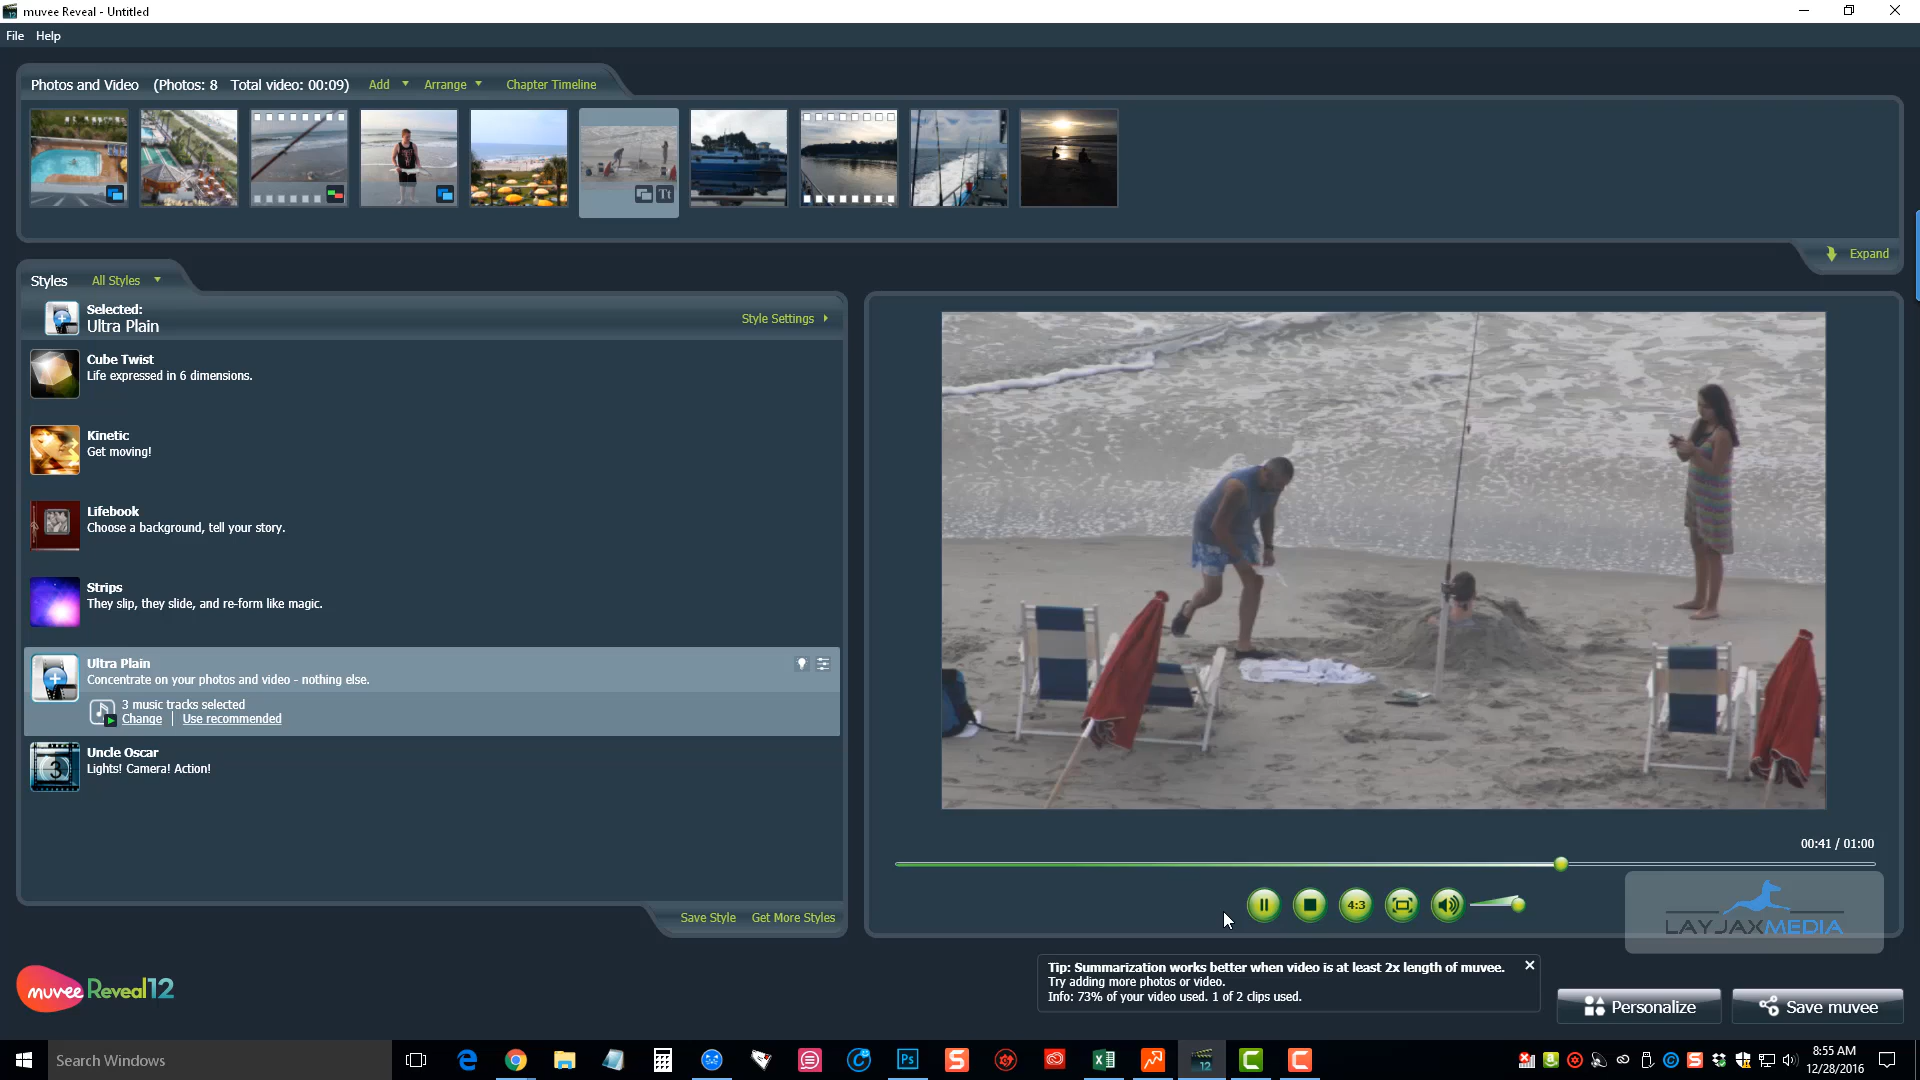 muvee Reveal - Untitled
File Help
Photos and Video (Photos: 8 Total video: 00:09) Add Arrange Chapter Timeline
Tt
Expand
Styles All Styles
Selected:
Ultra Plain
Style Settings
Cube Twist
Life expressed in 6 dimensions.
Kinetic
Get moving!
Lifebook
Choose a background, tell your story.
Strips
They slip, they slide, and re-form like magic.
Ultra Plain
Concentrate on your photos and video - nothing else.
3 music tracks selected
Change | Use recommended
3
Uncle Oscar
Lights! Camera! Action!
Save Style Get More Styles
00:41 / 01:00
4:3
LAYJAXMEDIA
muvee Reveal12
Tip: Summarization works better when video is at least 2x length of muvee.
Try adding more photos or video.
Info: 73% of your video used. 1 of 2 clips used.
Personalize Save muvee
Search Windows
Ps
12
8:55 AM
12/28/2016